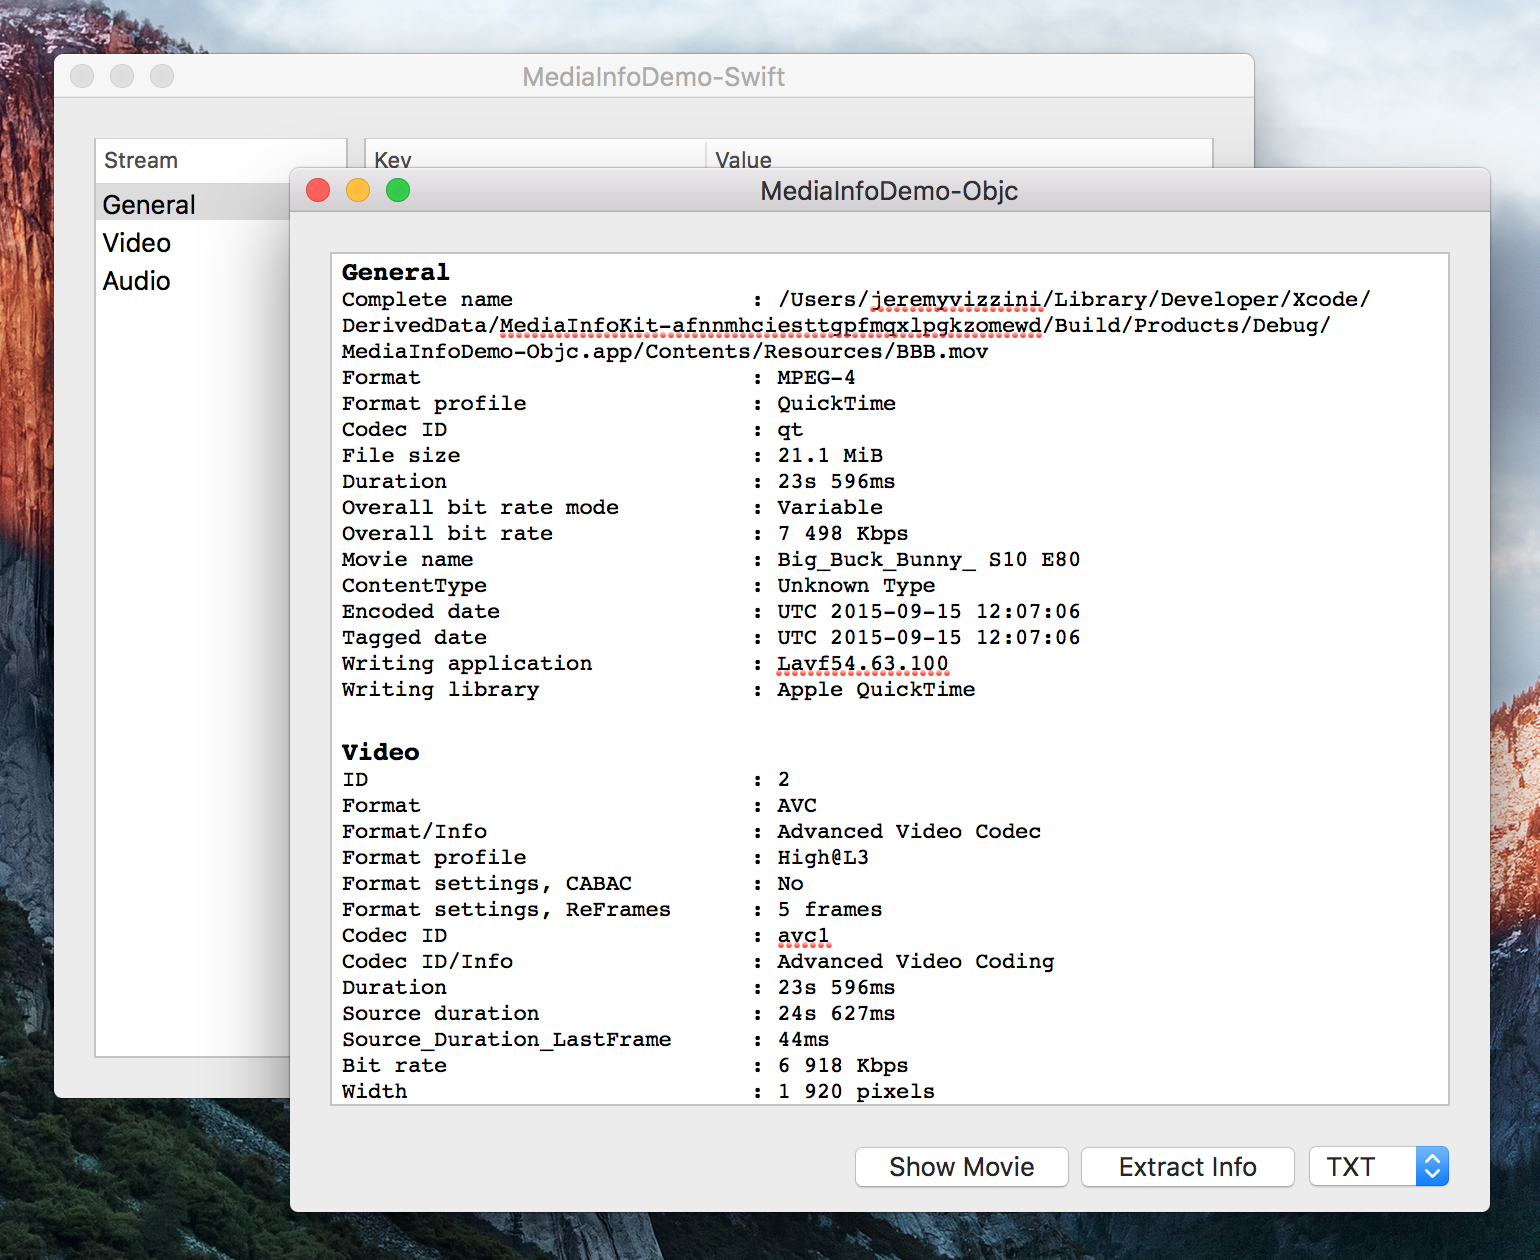 MediaInfoDemo-Swift
Stream
Key Value
General
Video
Audio
MediaInfoDemo-Objc
General
Complete name : /Users/jeremyvizzini/Library/Developer/Xcode/
DerivedData/MediaInfoKit-afnnmhciesttgpfmgxlpgkzomewd/Build/Products/Debug/
MediaInfoDemo-Objc.app/Contents/Resources/BBB.mov
Format : MPEG-4
Format profile : QuickTime
Codec ID : qt
File size : 21.1 MiB
Duration : 23s 596ms
Overall bit rate mode : Variable
Overall bit rate : 7 498 Kbps
Movie name : Big_Buck_Bunny_ S10 E80
ContentType : Unknown Type
Encoded date : UTC 2015-09-15 12:07:06
Tagged date : UTC 2015-09-15 12:07:06
Writing application : Lavf54.63.100
Writing library : Apple QuickTime
Video
ID : 2
Format : AVC
Format/Info : Advanced Video Codec
Format profile : High@L3
Format settings, CABAC : No
Format settings, ReFrames : 5 frames
Codec ID : avc1
Codec ID/Info : Advanced Video Coding
Duration : 23s 596ms
Source duration : 24s 627ms
Source_Duration_LastFrame : 44ms
Bit rate : 6 918 Kbps
Width : 1 920 pixels
Show Movie Extract Info TXT